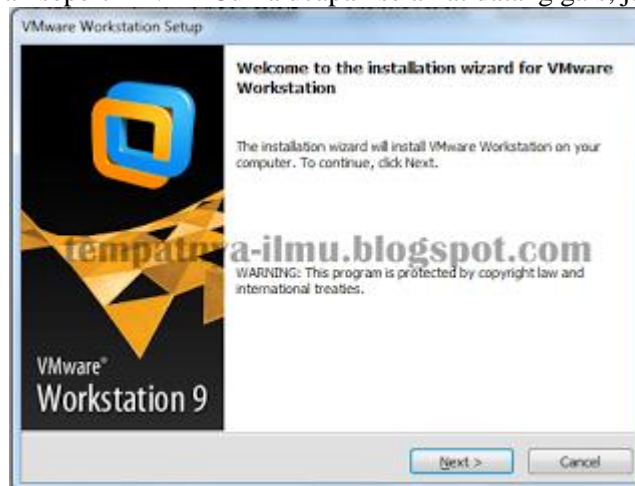 VMware Workstation Setup
Welcome to the installation wizard for VMware
Workstation
The installation wizard will install VMware Workstation on your
computer. To continue, click Next.
tempatnya-ilmu.blogspot.com
WARNING: This program is protected by copyright law and
international treaties.
VMware®
Workstation 9
Next >
Cancel